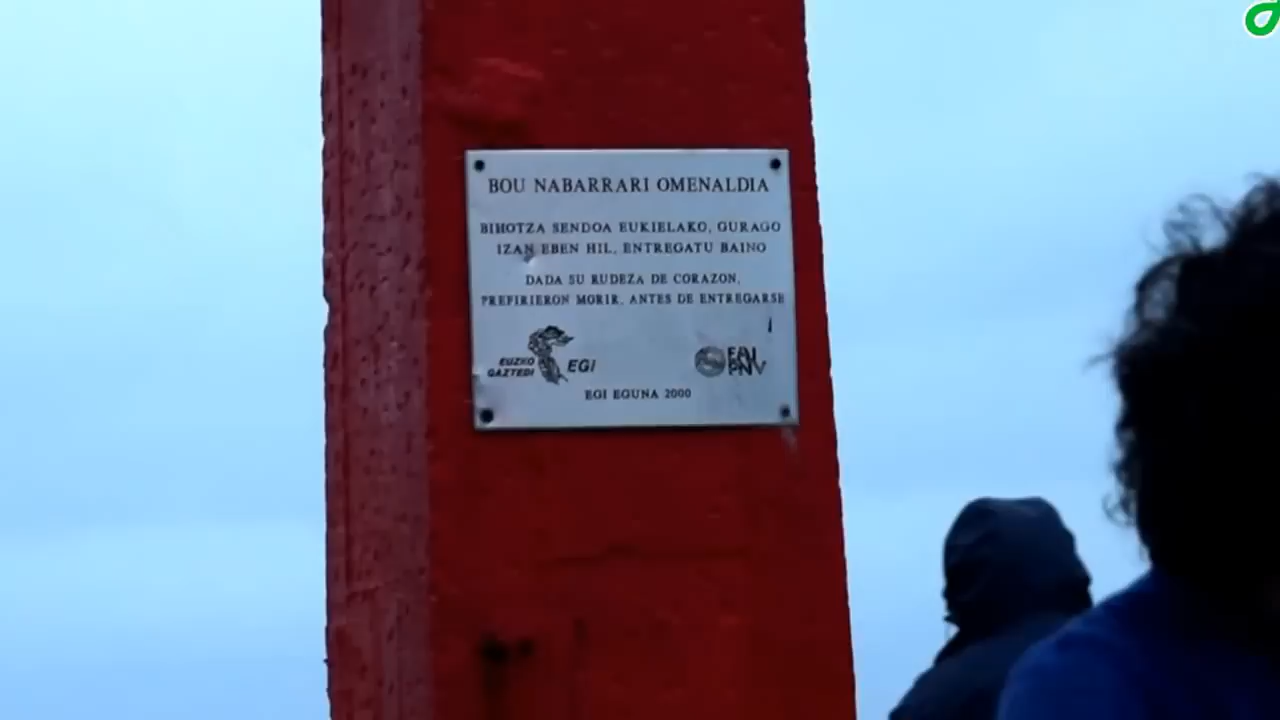 BOU NABARRARI OMENALDIA
BIHOTZA SENDOA EUKIELAKO, GURAGO
IZAN EBEN HIL, ENTREGATU BAINO
DADA SU RUDEZA DE CORAZON,
PREFIRIERON MORIR, ANTES DE ENTREGARSE
EUZKO
GAZTEDI
EGI
EAJ
PNV
EGI EGUNA 2000